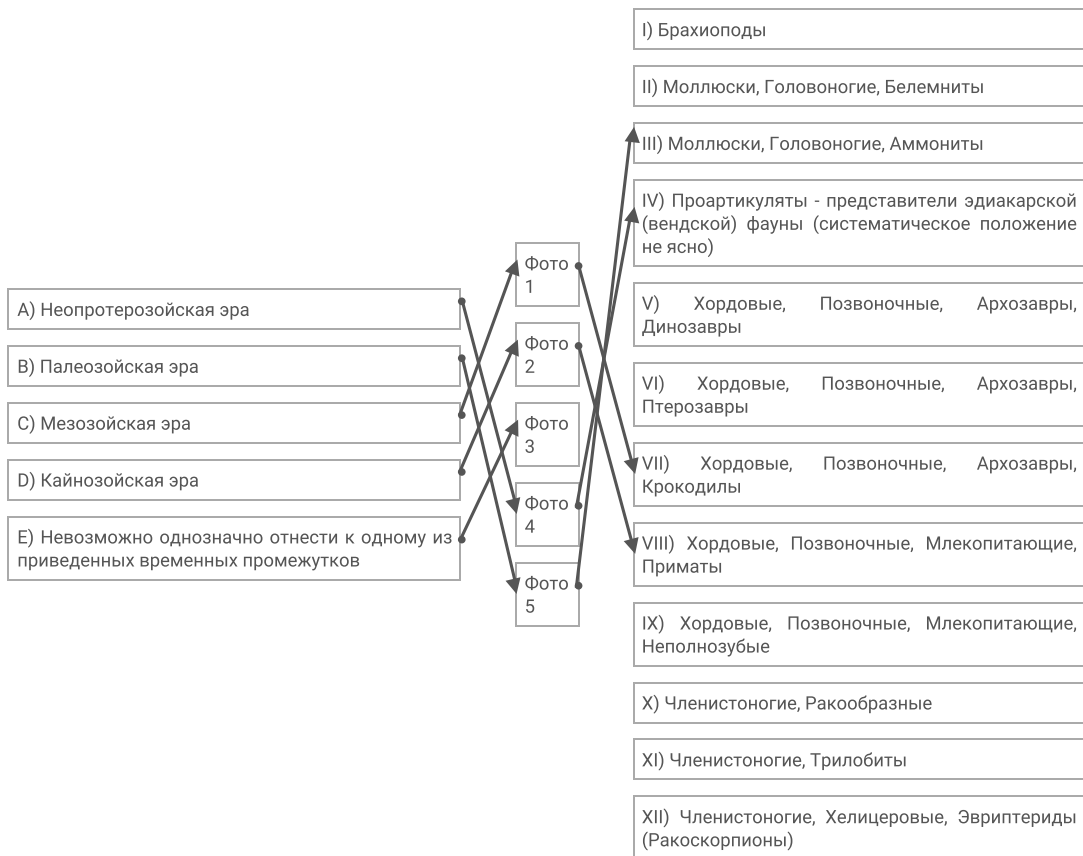 A) Неопротерозойская эра
B) Палеозойская эра
C) Мезозойская эра
D) Кайнозойская эра
E) Невозможно однозначно отнести к одному из
приведенных временных промежутков
Фото
1
Фото
2
Фото
3
Фото
4
Фото
5
I) Брахиоподы
II) Моллюски, Головоногие, Белемниты
III) Моллюски, Головоногие, Аммониты
IV) Проартикуляты - представители эдиакарской
(вендской) фауны (систематическое положение
не ясно)
V) Хордовые, Позвоночные, Архозавры,
Динозавры
VI) Хордовые, Позвоночные, Архозавры,
Птерозавры
VII) Хордовые, Позвоночные, Архозавры,
Крокодилы
VIII) Хордовые, Позвоночные, Млекопитающие,
Приматы
IX) Хордовые, Позвоночные, Млекопитающие,
Неполнозубые
X) Членистоногие, Ракообразные
XI) Членистоногие, Трилобиты
XII) Членистоногие, Хелицеровые, Эвриптериды
(Ракоскорпионы)